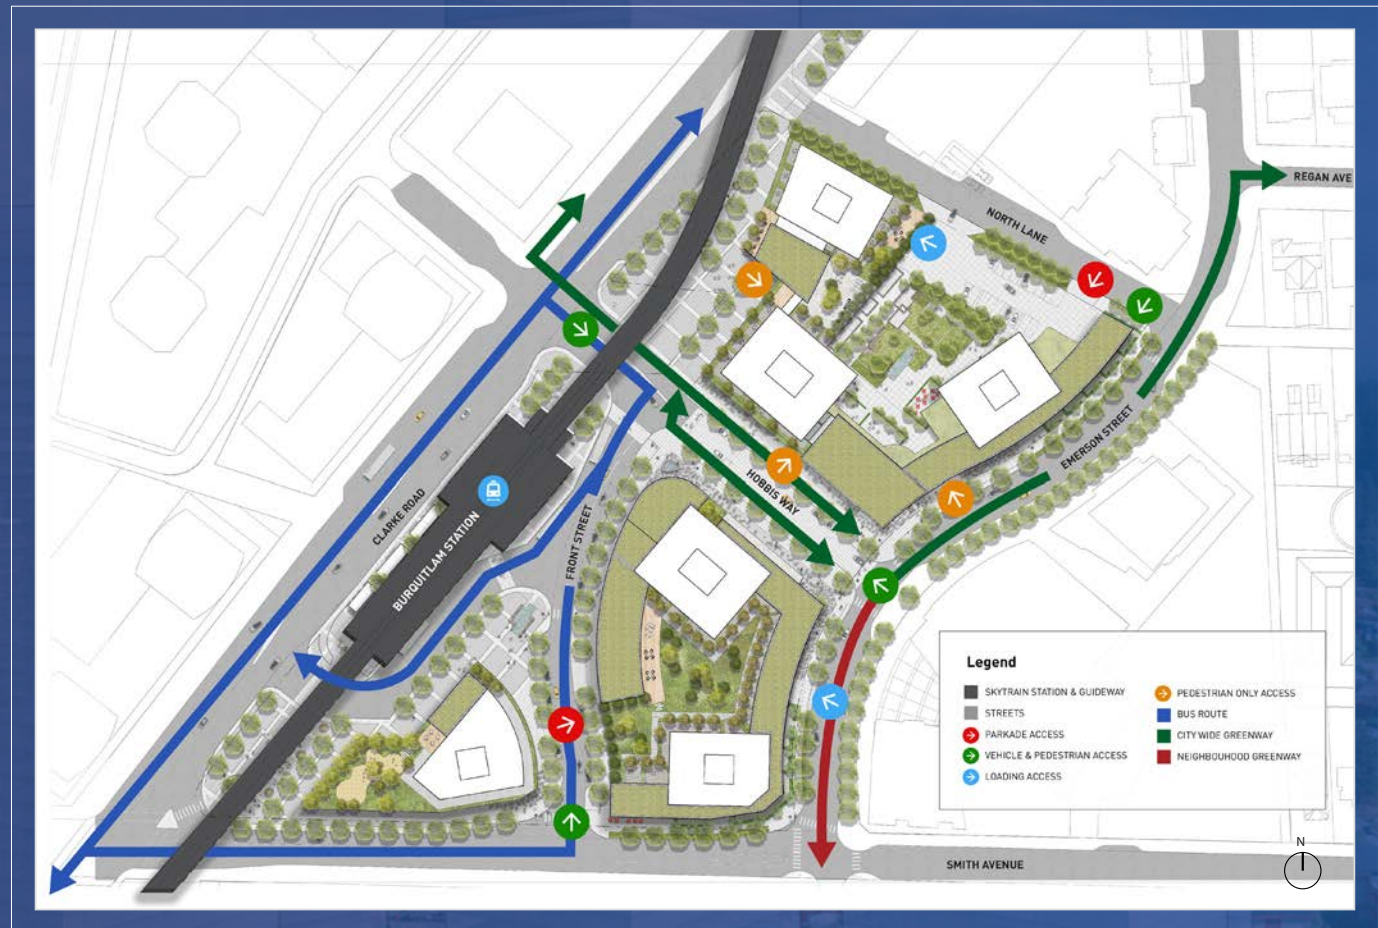 REGAN AVE
NORTH LANE
EMERSON STREET
HOBBIS WAY
CLARKE ROAD
BURQUITLAM STATION
FRONT STREET
Legend
SKYTRAIN STATION & GUIDEWAY
STREETS
PARKADE ACCESS
VEHICLE & PEDESTRIAN ACCESS
LOADING ACCESS
PEDESTRIAN ONLY ACCESS
BUS ROUTE
CITY WIDE GREENWAY
NEIGHBOUHOOD GREENWAY
N
SMITH AVENUE